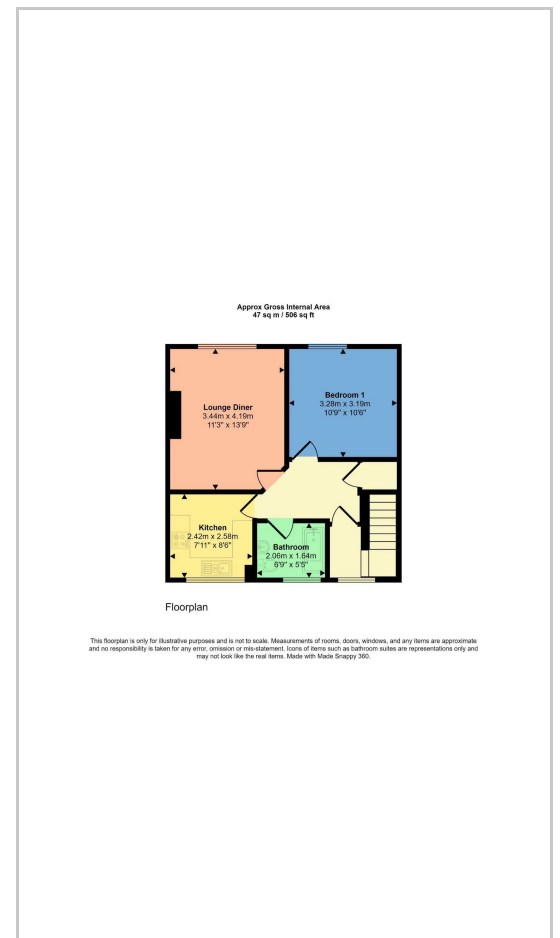 Approx Gross Internal Area
47 sq m / 506 sq ft
Lounge Diner
3.44m x 4.19m
11'3" x 13'9"
Bedroom 1
3.28m x 3.19m
10'9" x 10'6"
Kitchen
2.42m x 2.58m
7'11" x 8'6"
Bathroom
2.06m x 1.64m
6'9" x 5'5"
Floorplan
This floorplan is only for illustrative purposes and is not to scale. Measurements of rooms, doors, windows, and any items are approximate
and no responsibility is taken for any error, omission or mis-statement. Icons of items such as bathroom suites are representations only and
may not look like the real items. Made with Made Snappy 360.